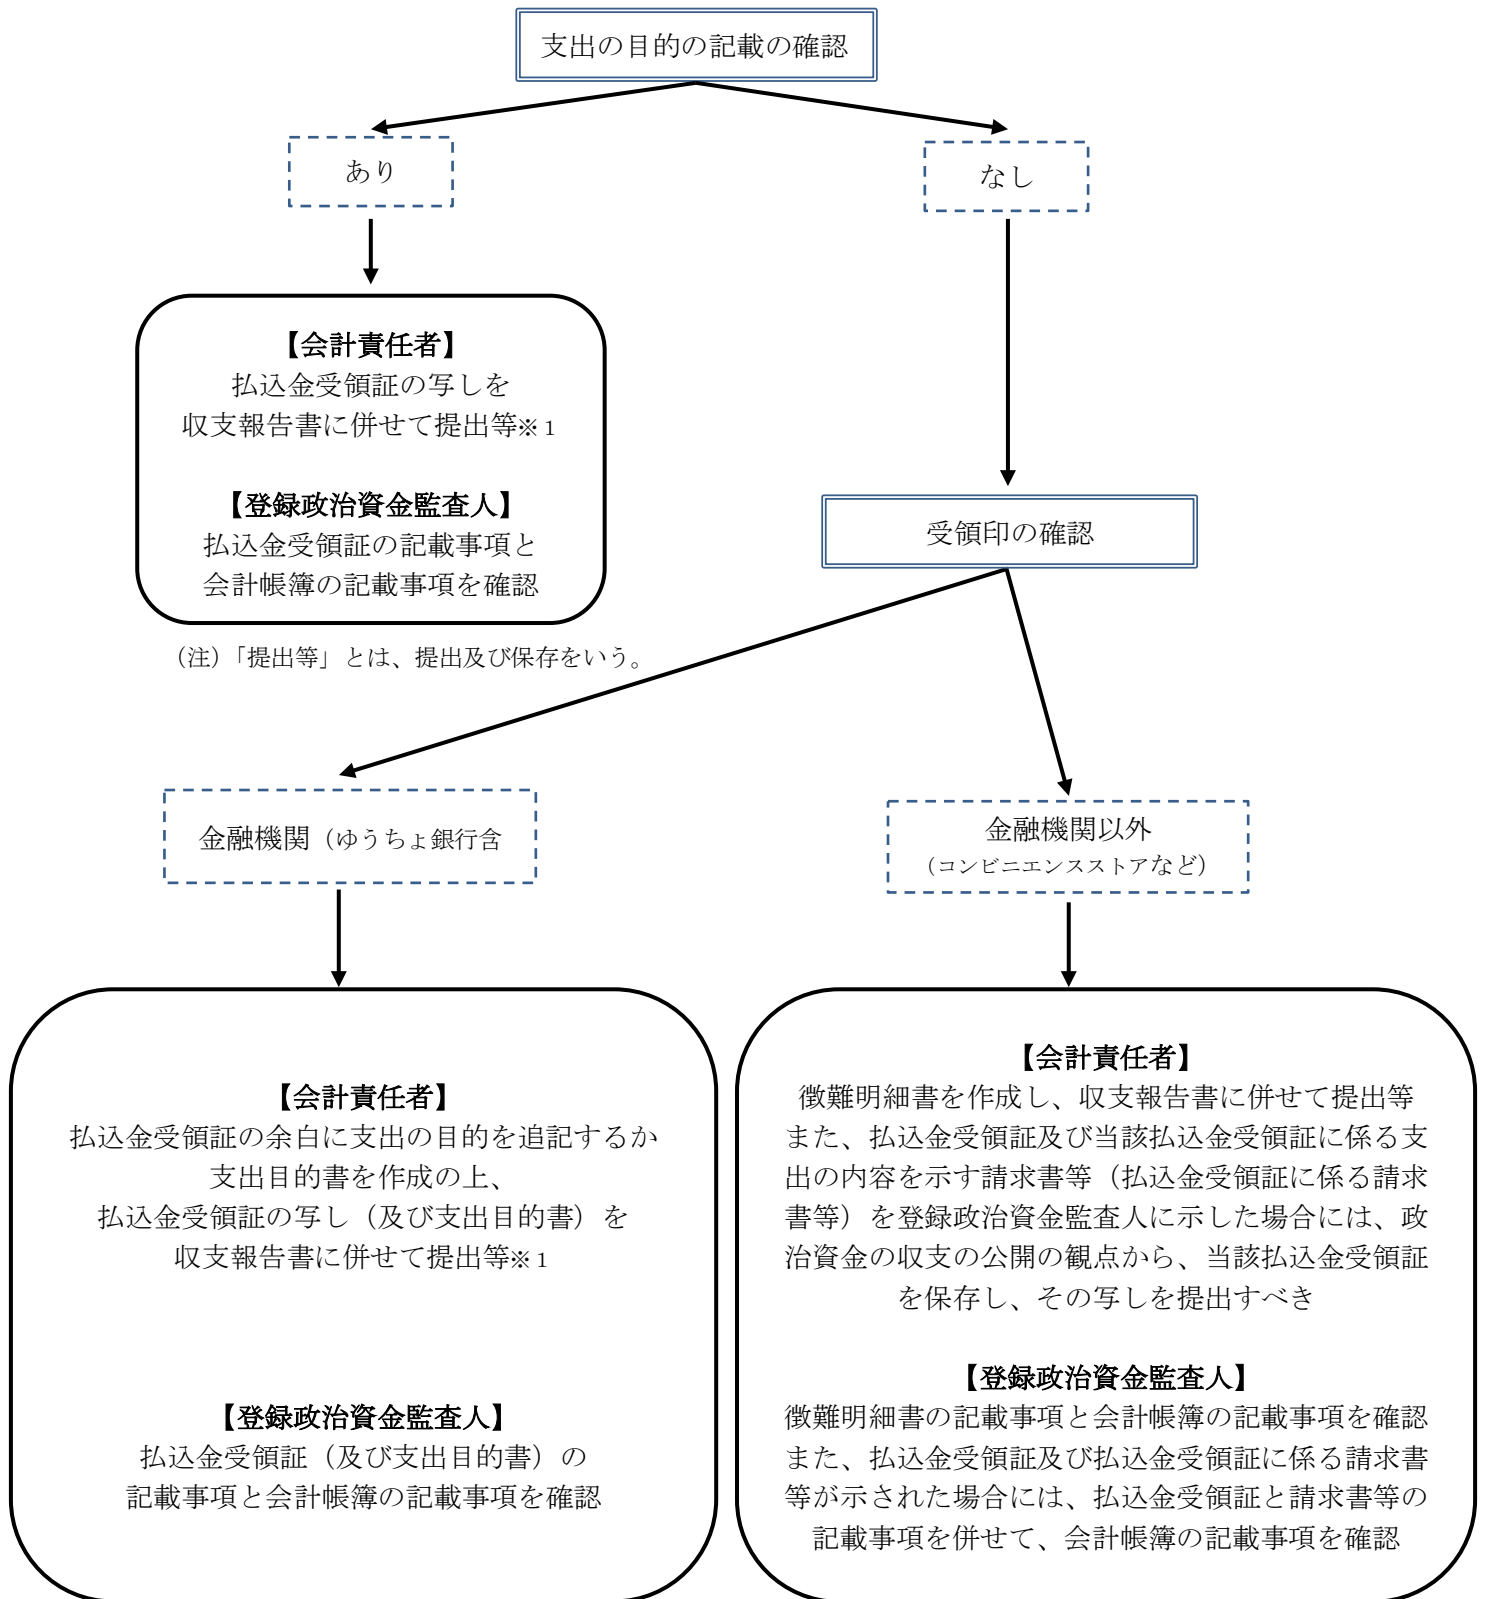 支出の目的の記載の確認
あり
なし
【会計責任者】
払込金受領証の写しを
収支報告書に併せて提出等※1
【登録政治資金監査人】
払込金受領証の記載事項と
会計帳簿の記載事項を確認
（注）「提出等」とは、提出及び保存をいう。
受領印の確認
金融機関（ゆうちょ銀行含
金融機関以外
（コンビニエンスストアなど）
【会計責任者】
払込金受領証の余白に支出の目的を追記するか
支出目的書を作成の上、
払込金受領証の写し（及び支出目的書）を
収支報告書に併せて提出等※1
【登録政治資金監査人】
払込金受領証（及び支出目的書）の
記載事項と会計帳簿の記載事項を確認
【会計責任者】
徴難明細書を作成し、収支報告書に併せて提出等
また、払込金受領証及び当該払込金受領証に係る支
出の内容を示す請求書等（払込金受領証に係る請求
書等）を登録政治資金監査人に示した場合には、政
治資金の収支の公開の観点から、当該払込金受領証
を保存し、その写しを提出すべき
【登録政治資金監査人】
徴難明細書の記載事項と会計帳簿の記載事項を確認
また、払込金受領証及び払込金受領証に係る請求書
等が示された場合には、払込金受領証と請求書等の
記載事項を併せて、会計帳簿の記載事項を確認